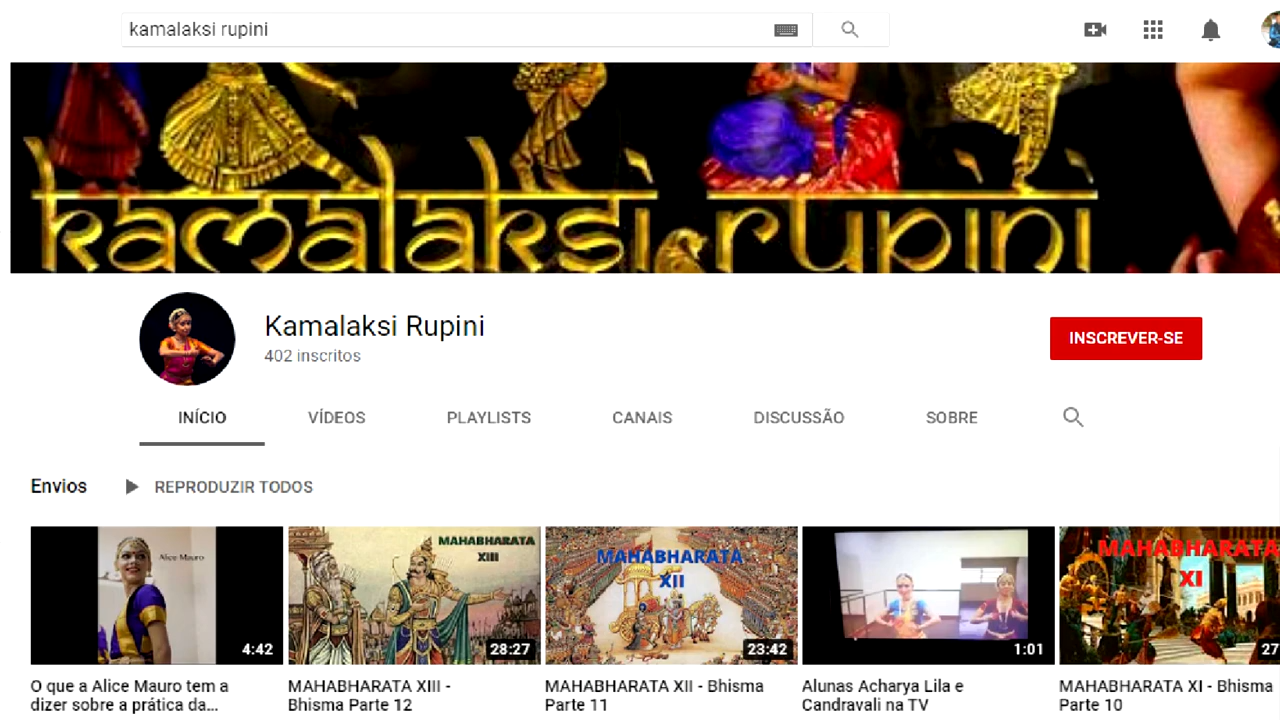 kamalaksi rupini
kamalaksi rupini
Kamalaksi Rupini
402 inscritos
INSCREVER-SE
INÍCIO VÍDEOS PLAYLISTS CANAIS DISCUSSÃO SOBRE
Envios REPRODUZIR TODOS
Alice Mauro
4:42
MAHABHARATA
XIII
28:27
MAHABHARATA
XII
23:42
1:01
MAHABHARATA
XI
27
O que a Alice Mauro tem a
dizer sobre a prática da...
MAHABHARATA XIII -
Bhisma Parte 12
MAHABHARATA XII - Bhisma
Parte 11
Alunas Acharya Lila e
Candravali na TV
MAHABHARATA XI - Bhisma
Parte 10